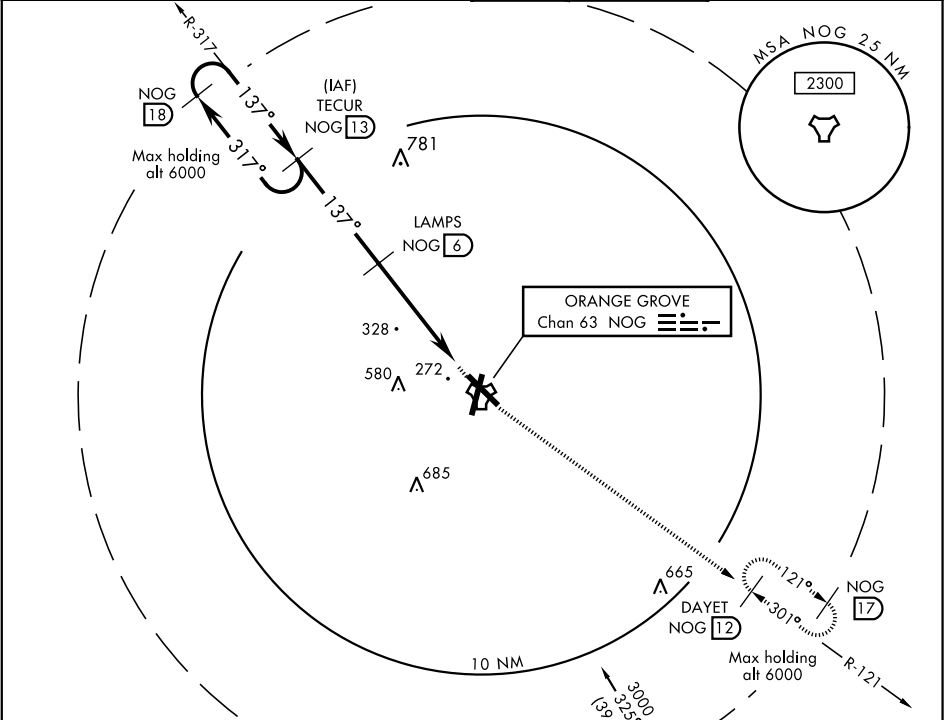 R-317
NOG
18
137°
317°
Max holding
alt 6000
(IAF)
TECUR
NOG 13
781
137°
LAMPS
NOG 6
MSA NOG 25 NM
2300
ORANGE GROVE
Chan 63 NOG
328
272
580
685
665
121°
301°
DAYET
NOG 12
NOG
17
Max holding
alt 6000
R-121
10 NM
3000
325°
(39